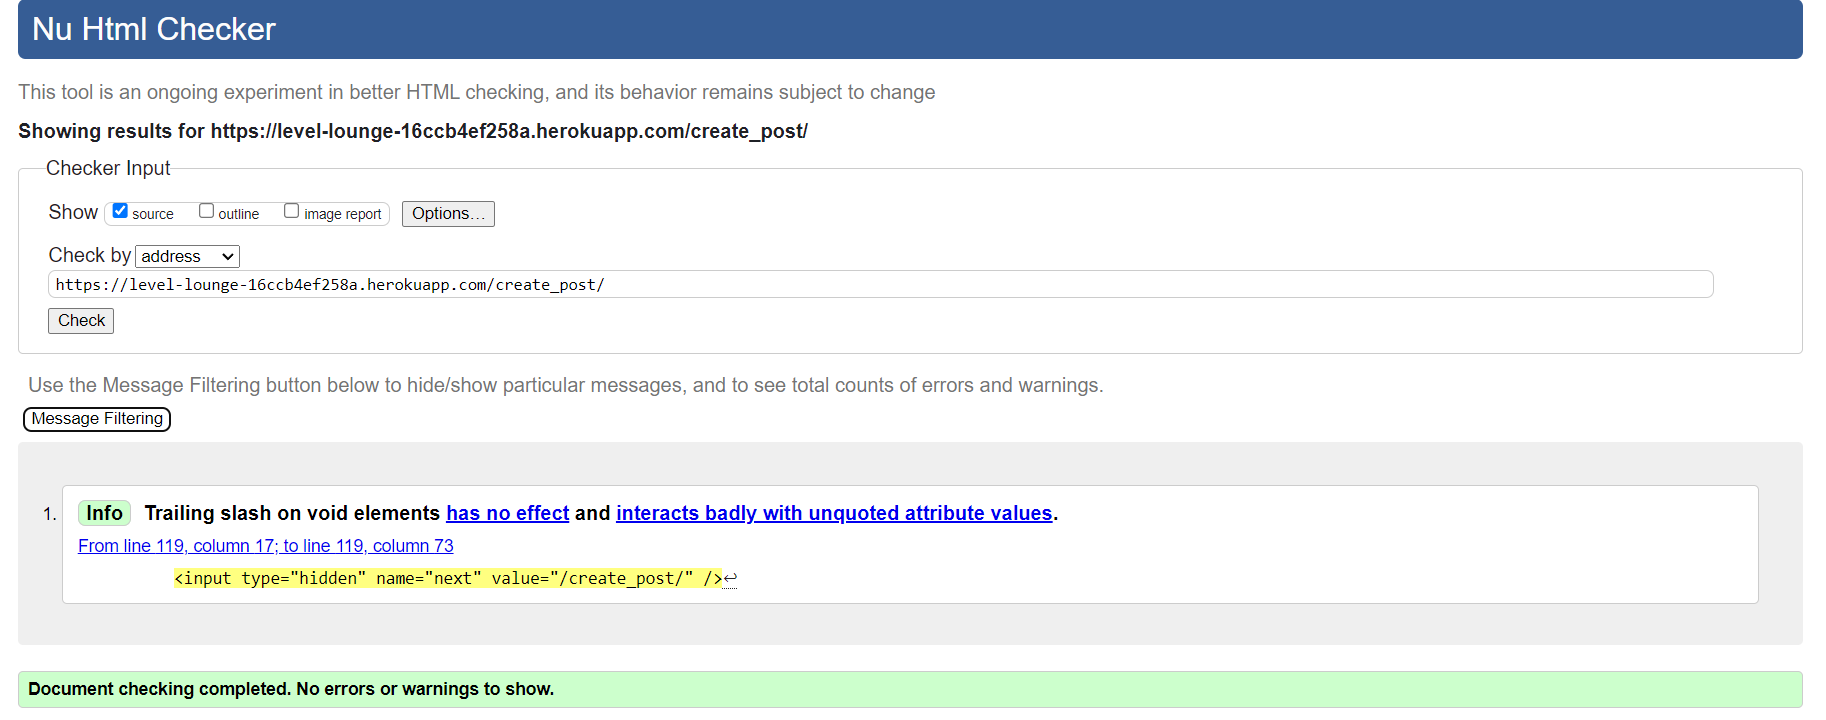 Nu Html Checker
This tool is an ongoing experiment in better HTML checking, and its behavior remains subject to change
Showing results for https://level-lounge-16ccb4ef258a.herokuapp.com/create_post/
Checker Input
Show source outline image report Options...
Check by address
https://level-lounge-16ccb4ef258a.herokuapp.com/create_post/
Check
Use the Message Filtering button below to hide/show particular messages, and to see total counts of errors and warnings.
Message Filtering
1. Info Trailing slash on void elements has no effect and interacts badly with unquoted attribute values.
From line 119, column 17; to line 119, column 73
<input type="hidden" name="next" value="/create_post/" />↩
Document checking completed. No errors or warnings to show.